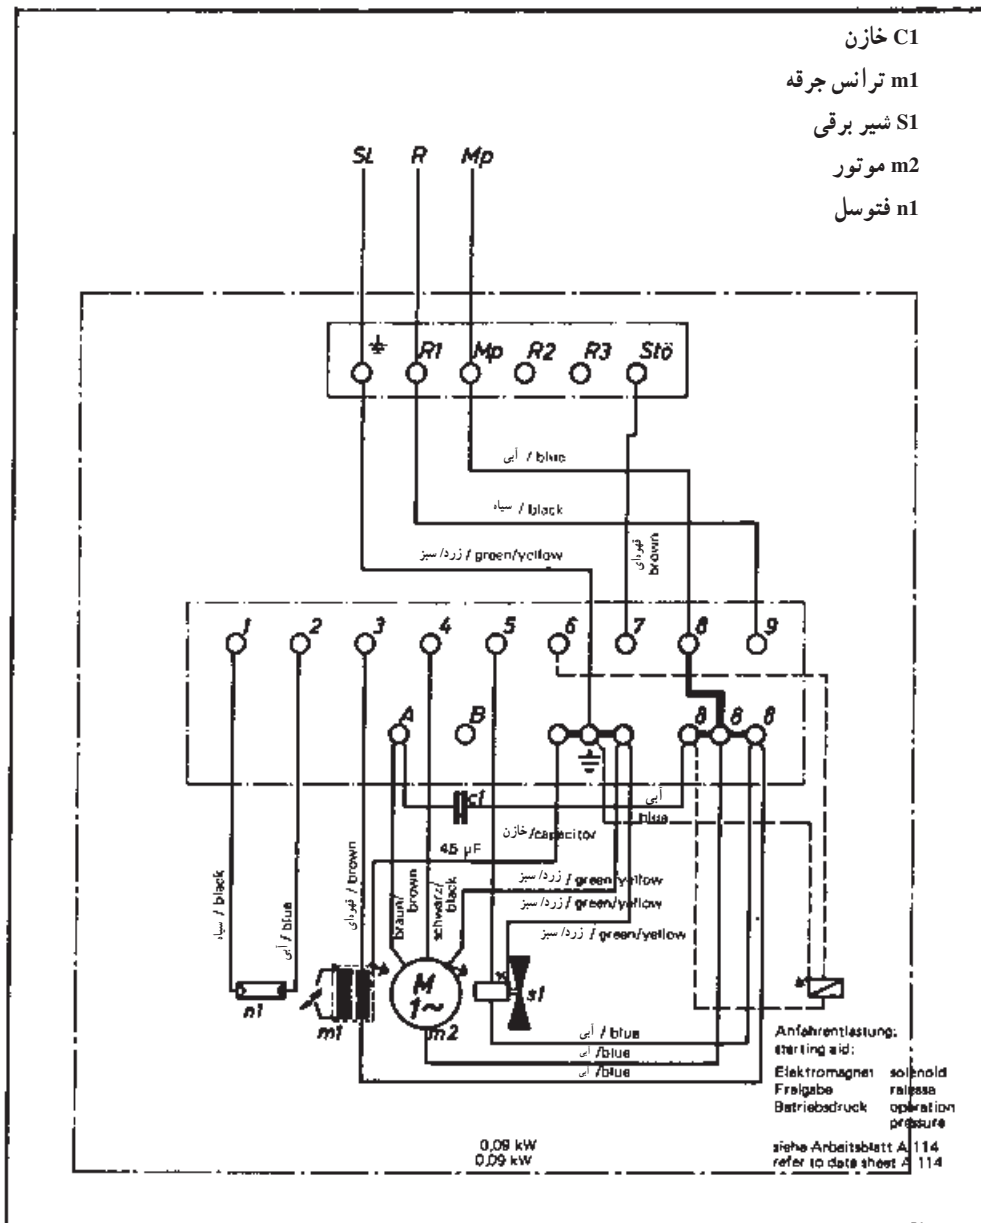 C1 خازن
m1 ترانس جرقه
S1 شیر برقی
m2 موتور
n1 فتوسل
SL R Mp
R1 Mp R2 R3 Stö
آبی / blue
سیاه / black
زرد/ سبز / green/yellow
قهوه‌ای
brown
1 2 3 4 5 6 7 8 9
A B 8 8 8
c1
آبی
blue
خازن/capacitor
45 µF
سیاه / black
آبی / blue
قهوه‌ای / brown
braun/
brown
schwarz/
black
زرد/ سبز / green/yellow
زرد/ سبز / green/yellow
زرد/ سبز / green/yellow
n1
m1
M
1~
m2
s1
آبی / blue
آبی /blue
آبی /blue
Anfahrentlastung:
starting aid:
Elektromagnet solenoid
Freigabe release
Betriebsdruck operation
pressure
siehe Arbeitsblatt A 114
refer to data sheet A 114
0,09 kW
0,09 kW